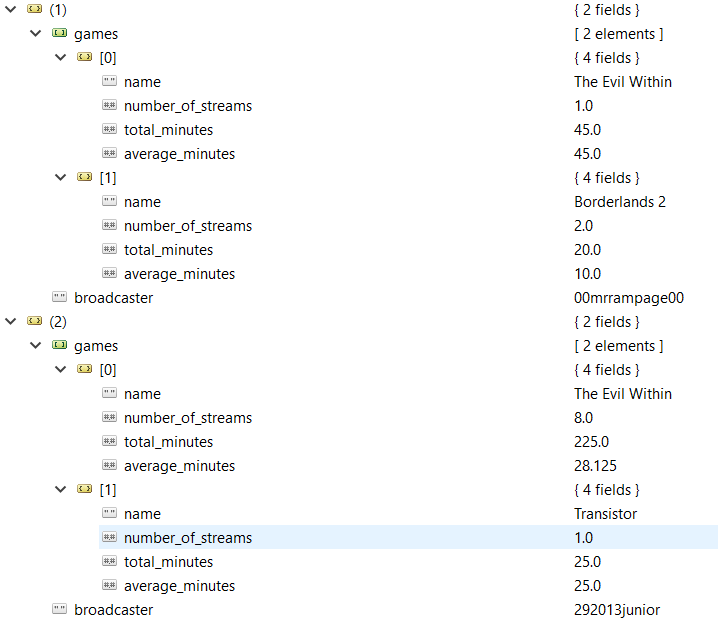 (1) { 2 fields }
games [ 2 elements ]
[0] { 4 fields }
name The Evil Within
number_of_streams 1.0
total_minutes 45.0
average_minutes 45.0
[1] { 4 fields }
name Borderlands 2
number_of_streams 2.0
total_minutes 20.0
average_minutes 10.0
broadcaster 00mrrampage00
(2) { 2 fields }
games [ 2 elements ]
[0] { 4 fields }
name The Evil Within
number_of_streams 8.0
total_minutes 225.0
average_minutes 28.125
[1] { 4 fields }
name Transistor
number_of_streams 1.0
total_minutes 25.0
average_minutes 25.0
broadcaster 292013junior